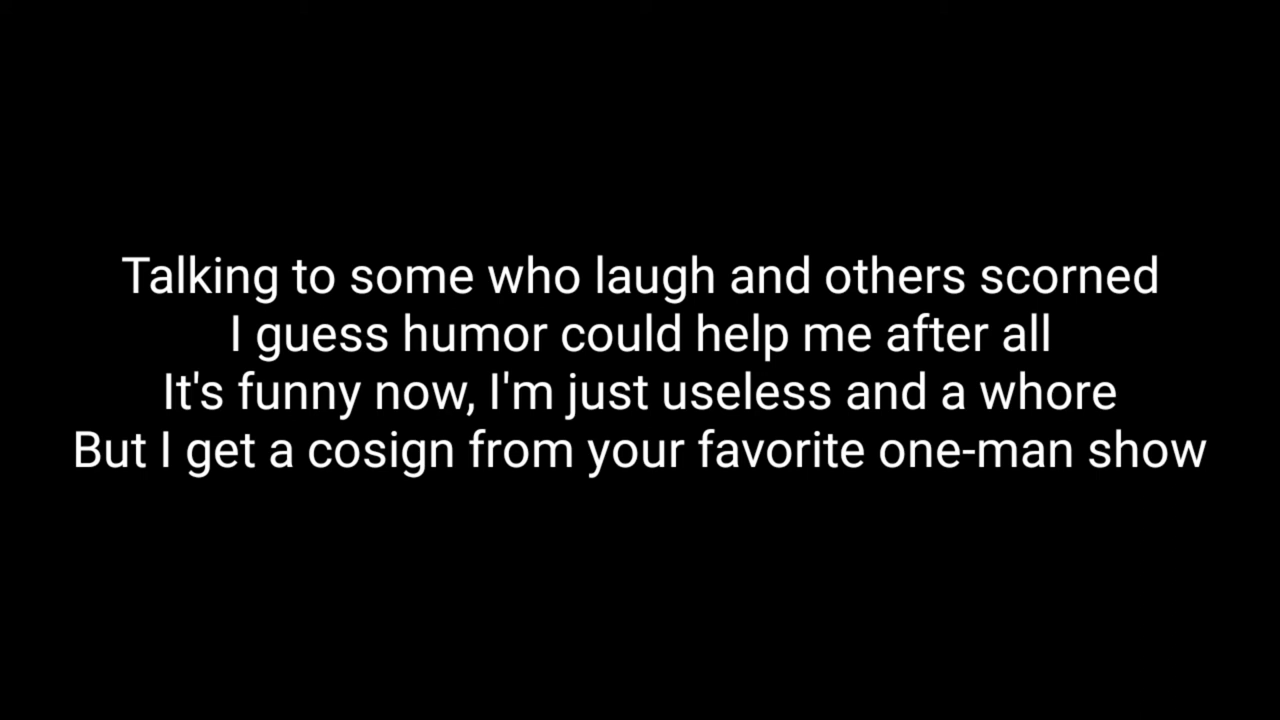 Talking to some who laugh and others scorned
I guess humor could help me after all
It's funny now, I'm just useless and a whore
But I get a cosign from your favorite one-man show